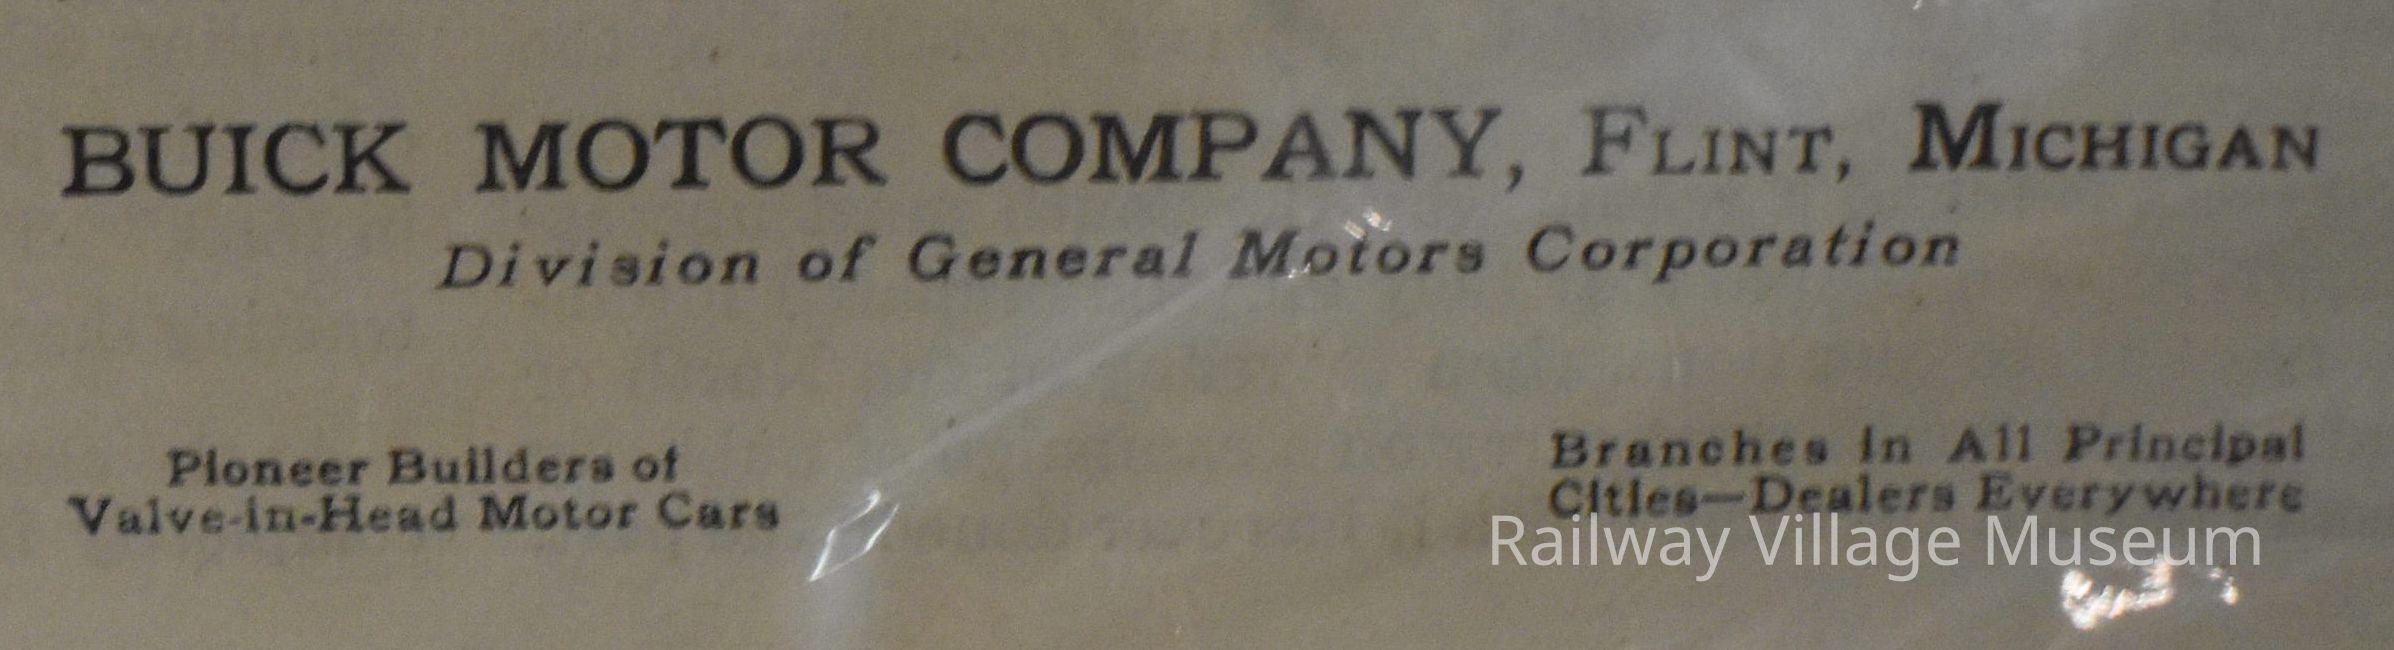 BUICK MOTOR COMPANY, FLINT, MICHIGAN
Division of General Motors Corporation
Pioneer Builders of
Valve-in-Head Motor Cars
Branches in All Principal
Cities—Dealers Everywhere
Railway Village Museum